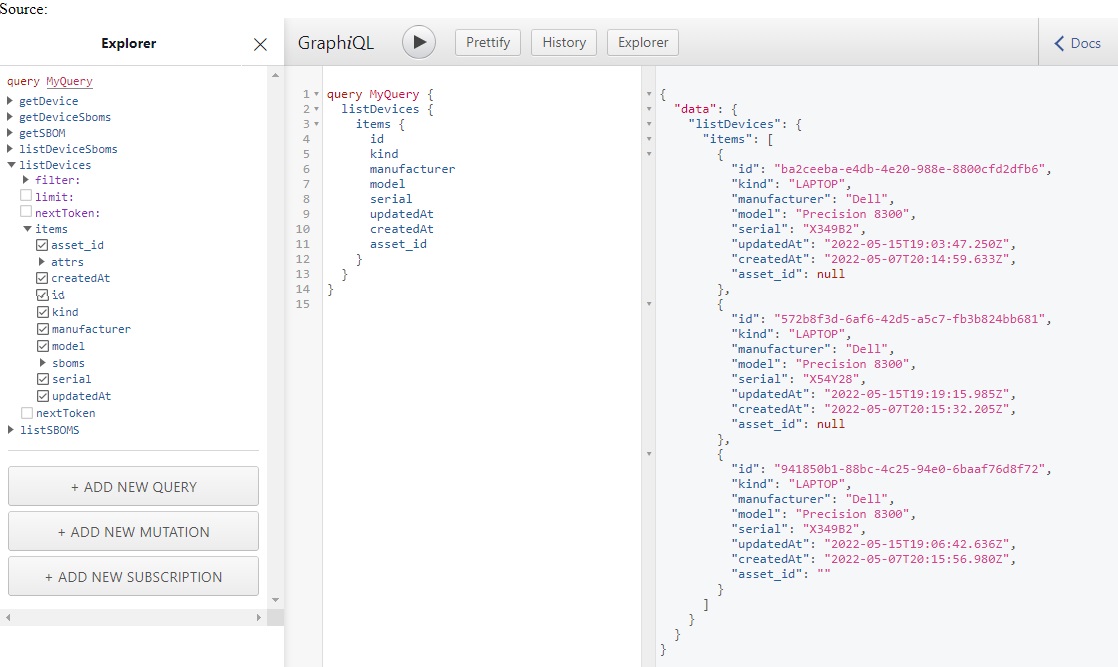 Source:
Explorer
query MyQuery
getDevice
getDeviceSboms
getSBOM
listDeviceSboms
listDevices
filter:
limit:
nextToken:
items
asset_id
attrs
createdAt
id
kind
manufacturer
model
sboms
serial
updatedAt
nextToken
listSBOMS
+ ADD NEW QUERY
+ ADD NEW MUTATION
+ ADD NEW SUBSCRIPTION
GraphiQL
Prettify
History
Explorer
Docs
1 query MyQuery {
2 listDevices {
3 items {
4 id
5 kind
6 manufacturer
7 model
8 serial
9 updatedAt
10 createdAt
11 asset_id
12 }
13 }
14 }
15
{
"data": {
"listDevices": {
"items": [
{
"id": "ba2ceeba-e4db-4e20-988e-8800cfd2dfb6",
"kind": "LAPTOP",
"manufacturer": "Dell",
"model": "Precision 8300",
"serial": "X349B2",
"updatedAt": "2022-05-15T19:03:47.250Z",
"createdAt": "2022-05-07T20:14:59.633Z",
"asset_id": null
},
{
"id": "572b8f3d-6af6-42d5-a5c7-fb3b824bb681",
"kind": "LAPTOP",
"manufacturer": "Dell",
"model": "Precision 8300",
"serial": "X54Y28",
"updatedAt": "2022-05-15T19:19:15.985Z",
"createdAt": "2022-05-07T20:15:32.205Z",
"asset_id": null
},
{
"id": "941850b1-88bc-4c25-94e0-6baaf76d8f72",
"kind": "LAPTOP",
"manufacturer": "Dell",
"model": "Precision 8300",
"serial": "X349B2",
"updatedAt": "2022-05-15T19:06:42.636Z",
"createdAt": "2022-05-07T20:15:56.980Z",
"asset_id": ""
}
]
}
}
}